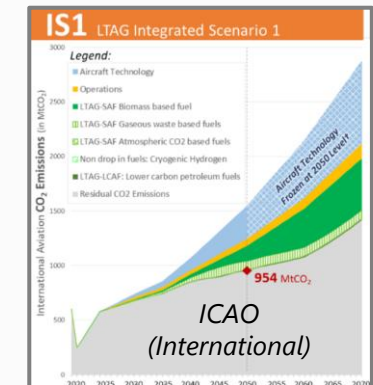 IS1 LTAG Integrated Scenario 1
International Aviation CO₂ Emissions (in MtCO₂)
3000
2500
2000
1500
1000
500
0
Legend:
Aircraft Technology
Operations
LTAG-SAF Biomass based fuel
LTAG-SAF Gaseous waste based fuels
LTAG-SAF Atmospheric CO2 based fuels
Non drop in fuels: Cryogenic Hydrogen
LTAG-LCAF: Lower carbon petroleum fuels
Residual CO2 Emissions
Aircraft Technology
Frozen at 2050 Level†
954 MtCO₂
ICAO
(International)
2020 2025 2030 2035 2040 2045 2050 2055 2060 2065 2070